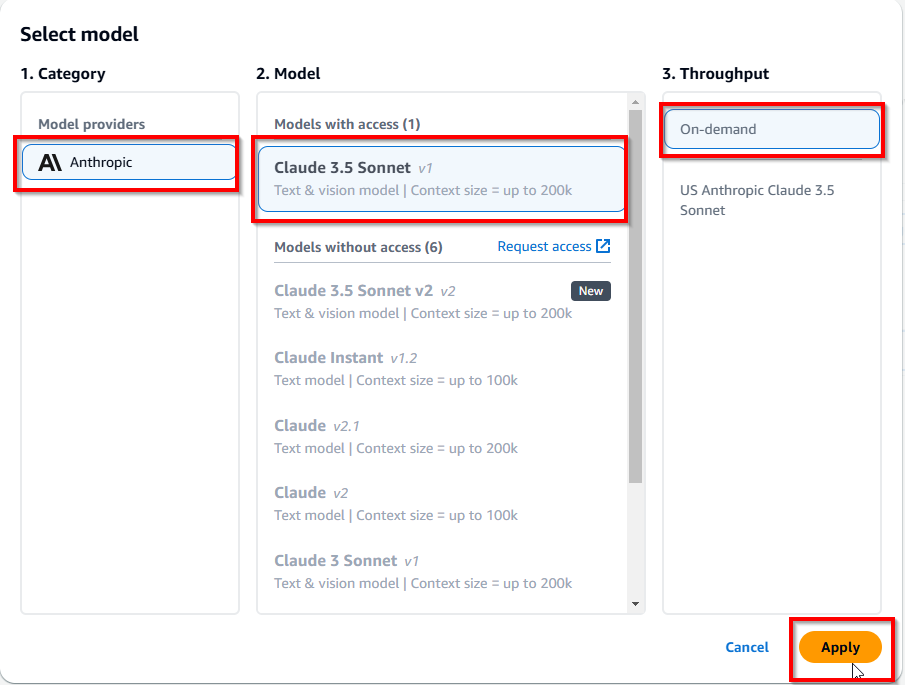 Select model
1. Category
Model providers
Anthropic
2. Model
Models with access (1)
Claude 3.5 Sonnet v1
Text & vision model | Context size = up to 200k
Models without access (6) Request access
Claude 3.5 Sonnet v2 v2 New
Text & vision model | Context size = up to 200k
Claude Instant v1.2
Text model | Context size = up to 100k
Claude v2.1
Text model | Context size = up to 200k
Claude v2
Text model | Context size = up to 100k
Claude 3 Sonnet v1
Text & vision model | Context size = up to 200k
3. Throughput
On-demand
US Anthropic Claude 3.5
Sonnet
Cancel
Apply